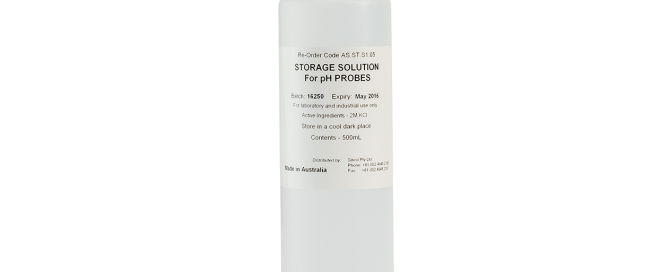 Re-Order Code AS.ST.S1.05
STORAGE SOLUTION
For pH PROBES
Batch: 16250 Expiry: May 2016
For laboratory and industrial use only
Active Ingredients - 2M KCl
Store in a cool dark place
Contents - 500mL
Distributed by:
Phone
Fax
Made in Australia